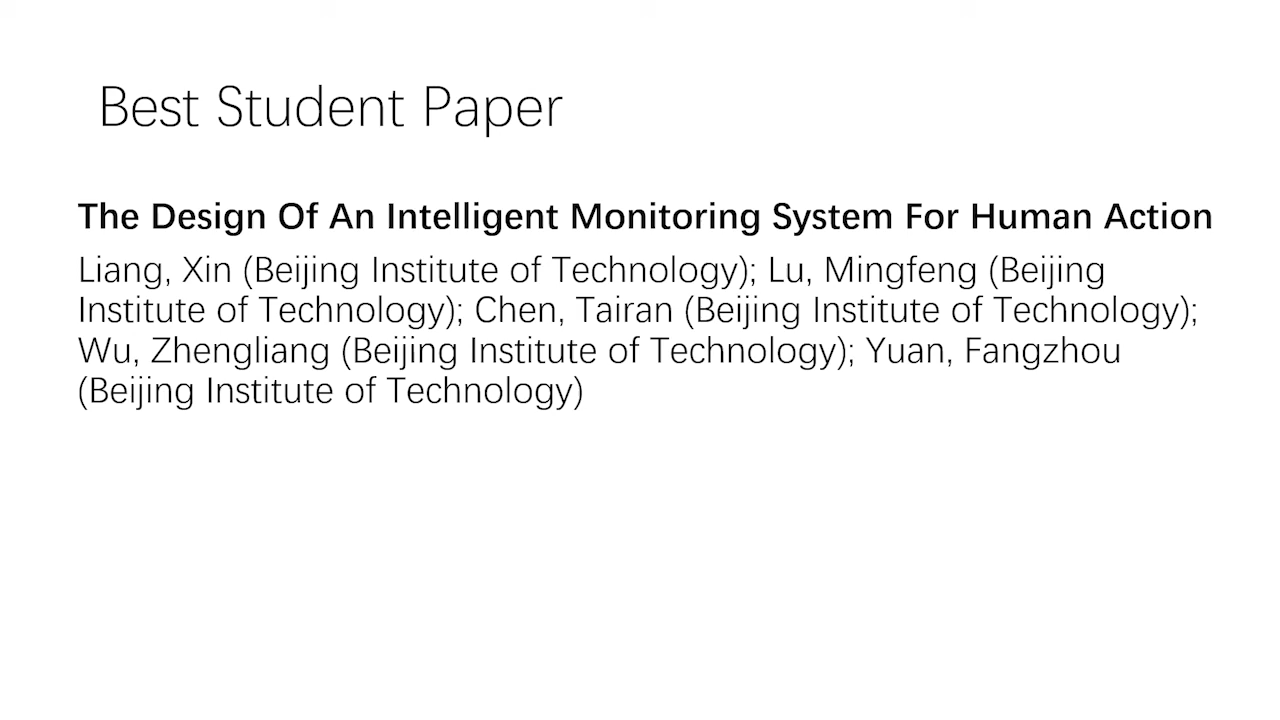 Best Student Paper
The Design Of An Intelligent Monitoring System For Human Action
Liang, Xin (Beijing Institute of Technology); Lu, Mingfeng (Beijing
Institute of Technology); Chen, Tairan (Beijing Institute of Technology);
Wu, Zhengliang (Beijing Institute of Technology); Yuan, Fangzhou
(Beijing Institute of Technology)